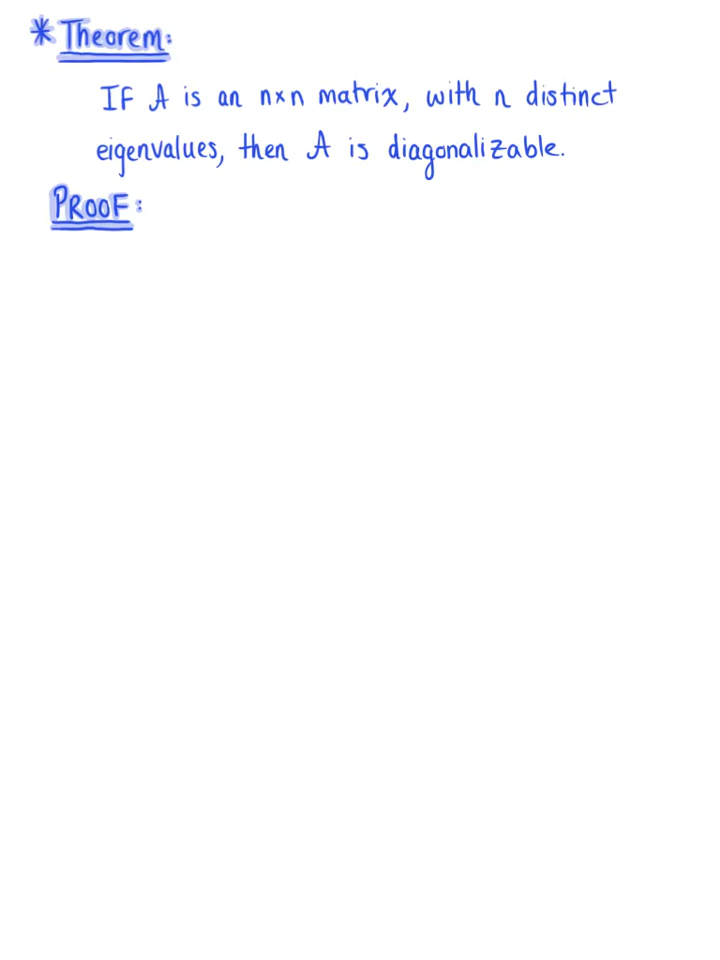 * Theorem:
IF A is an n×n matrix, with n distinct
eigenvalues, then A is diagonalizable.
PROOF: